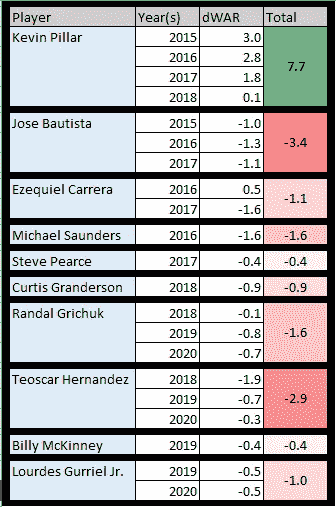 Player Year(s) dWAR Total
Kevin Pillar 2015 3.0
2016 2.8
7.7
2017 1.8
2018 0.1
Jose Bautista 2015 -1.0
2016 -1.3 -3.4
2017 -1.1
Ezequiel Carrera 2016 0.5
-1.1
2017 -1.6
Michael Saunders 2016 -1.6 -1.6
Steve Pearce 2017 -0.4 -0.4
Curtis Granderson 2018 -0.9 -0.9
Randal Grichuk 2018 -0.1
2019 -0.8 -1.6
2020 -0.7
Teoscar Hernandez 2018 -1.9
2019 -0.7 -2.9
2020 -0.3
Billy McKinney 2019 -0.4 -0.4
Lourdes Gurriel Jr. 2019 -0.5
-1.0
2020 -0.5